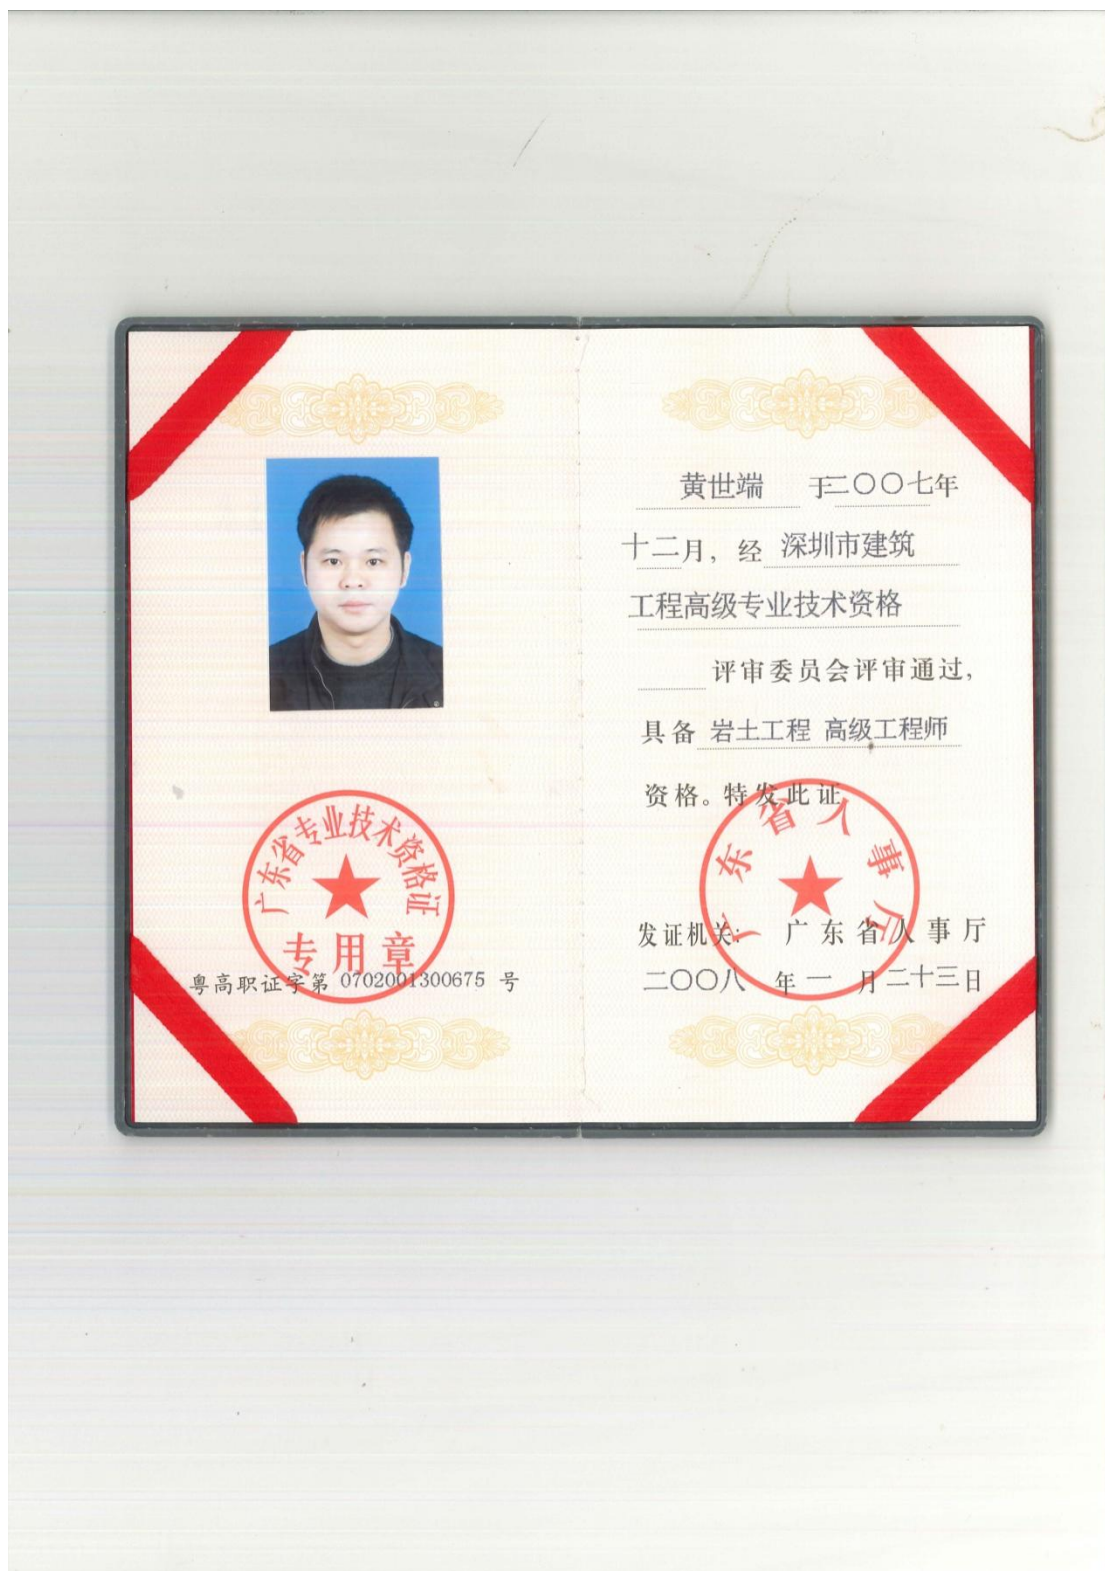 广东省专业技术资格证
专用章
粤高职证字第 0702001300675 号
黄世端 于二〇〇七年
十二月，经 深圳市建筑
工程高级专业技术资格
评审委员会评审通过，
具备 岩土工程 高级工程师
资格。特发此证
广东省人事厅
发证机关：广东省人事厅
二〇〇八 年 一 月 二十三日